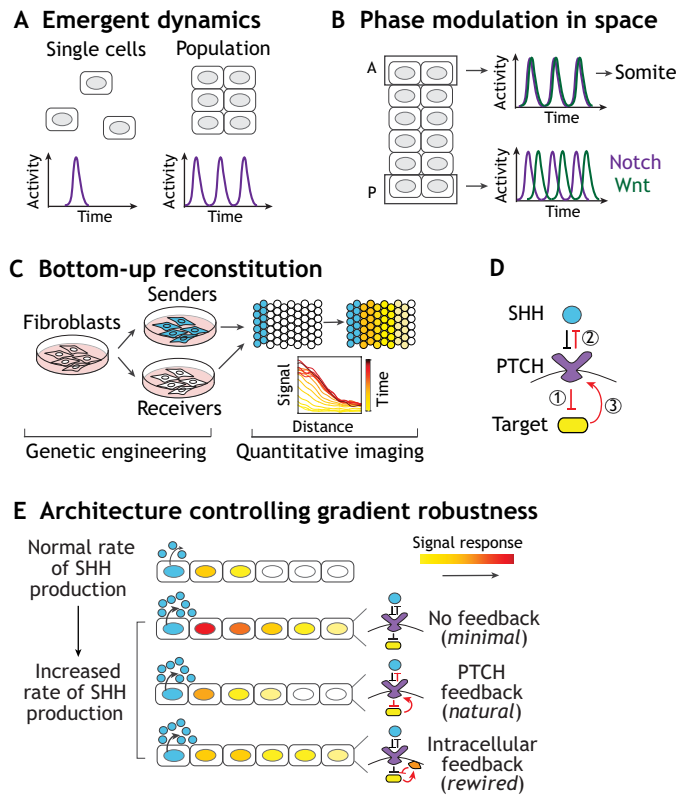 A Emergent dynamics
Single cells
Population
Activity
Time
Activity
Time
B Phase modulation in space
A
P
Activity
Time
Somite
Activity
Time
Notch
Wnt
C Bottom-up reconstitution
Fibroblasts
Senders
Receivers
Signal
Distance
Time
Genetic engineering
Quantitative imaging
D
SHH
②
PTCH
①
③
Target
E Architecture controlling gradient robustness
Normal rate
of SHH
production
Signal response
Increased
rate of SHH
production
No feedback
(minimal)
PTCH
feedback
(natural)
Intracellular
feedback
(rewired)